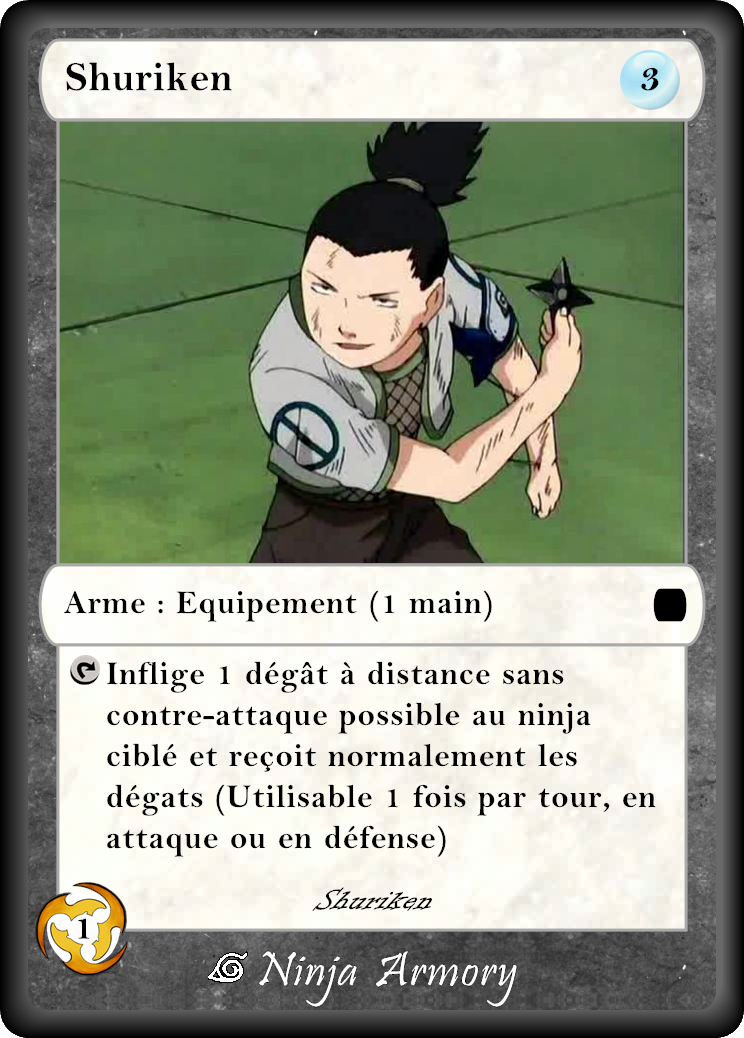 Shuriken
3
Arme : Equipement (1 main)
Inflige 1 dégât à distance sans
contre-attaque possible au ninja
ciblé et reçoit normalement les
dégats (Utilisable 1 fois par tour, en
attaque ou en défense)
Shuriken
1
Ninja Armory